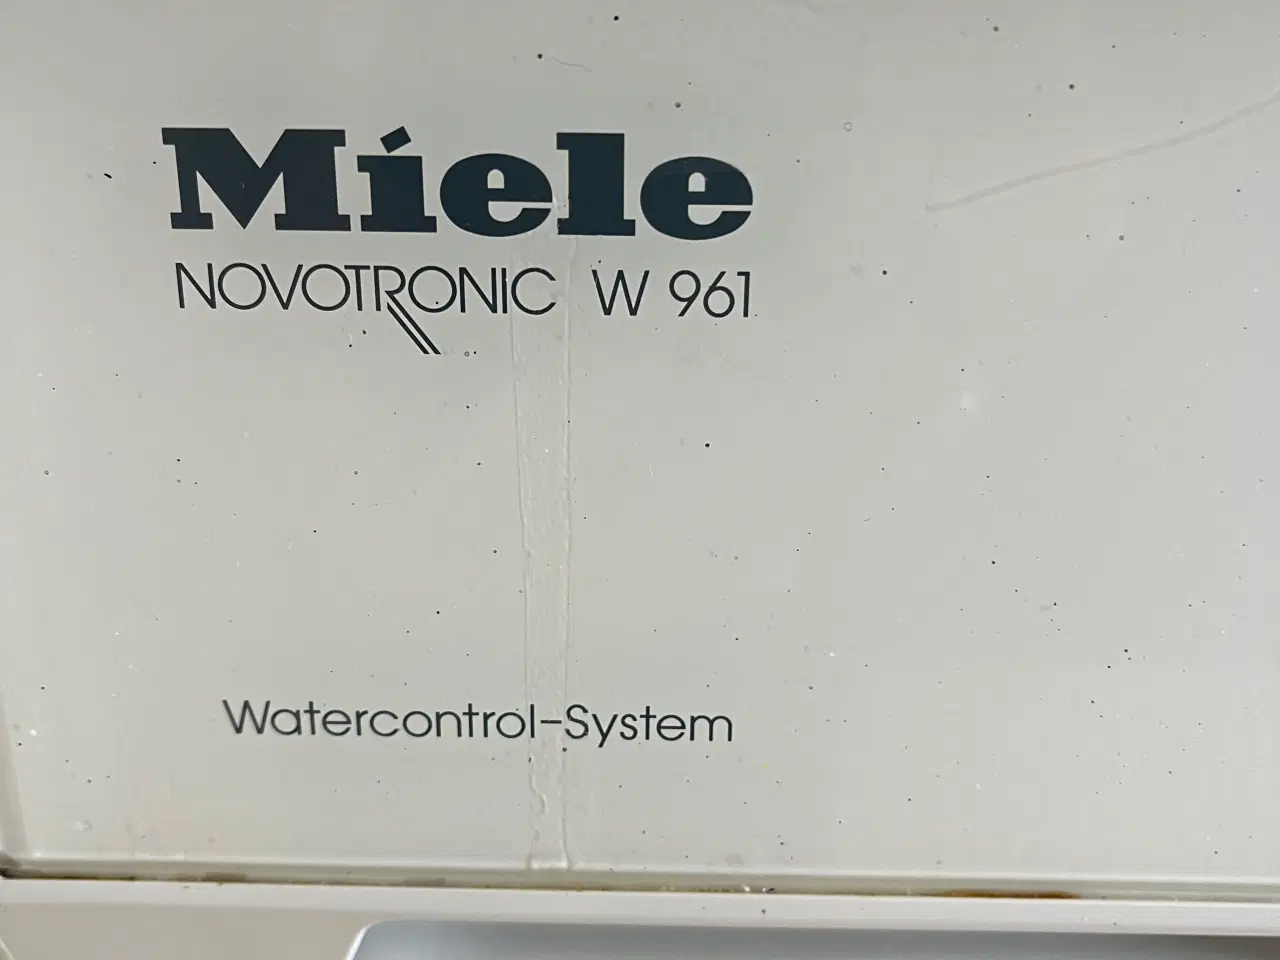 Miele
NOVOTRONIC W 961
Watercontrol-System